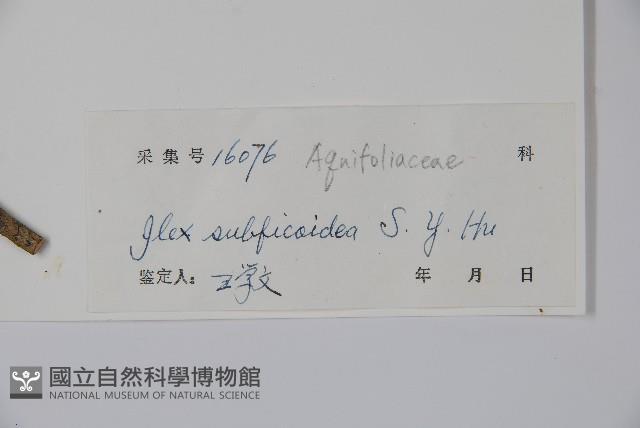 采集号 16076 Aquifoliaceae 科
Ilex subficoidea S. Y. Hu
鉴定人: 王学文 年 月 日
國立自然科學博物館
NATIONAL MUSEUM OF NATURAL SCIENCE